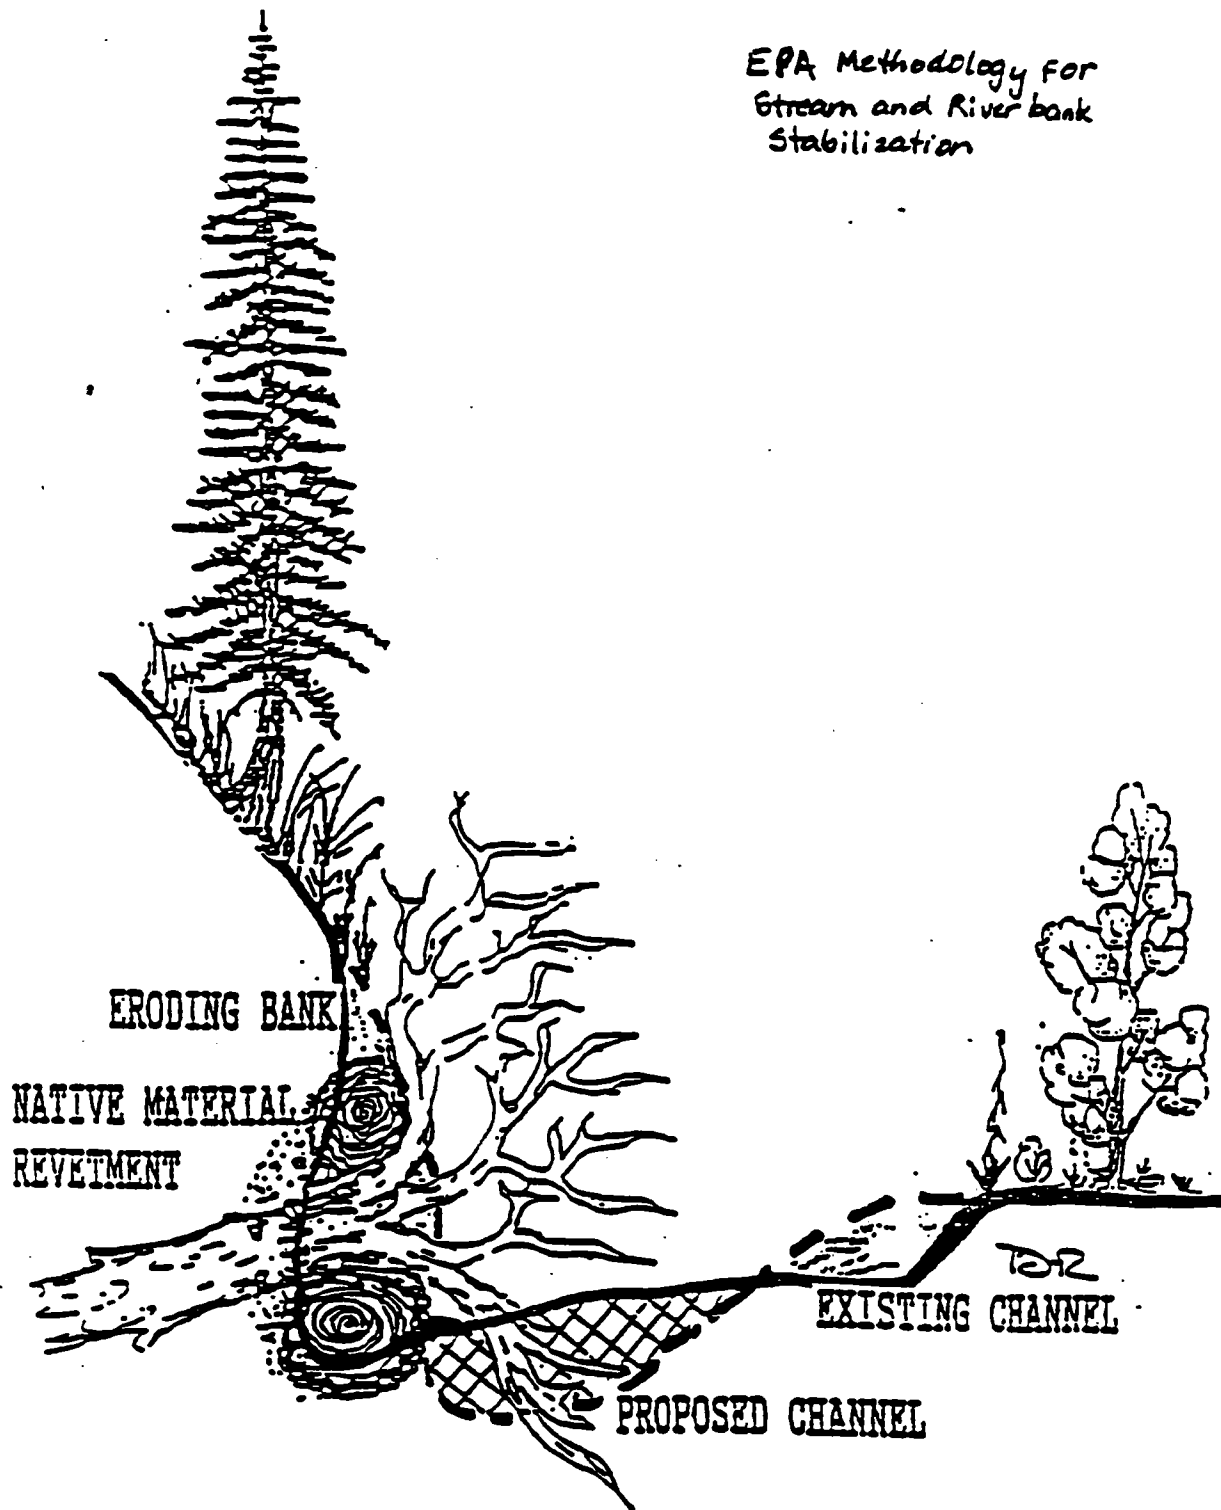 EPA Methodology For
Stream and River bank
Stabilization
ERODING BANK
NATIVE MATERIAL
REVETMENT
EXISTING CHANNEL
PROPOSED CHANNEL